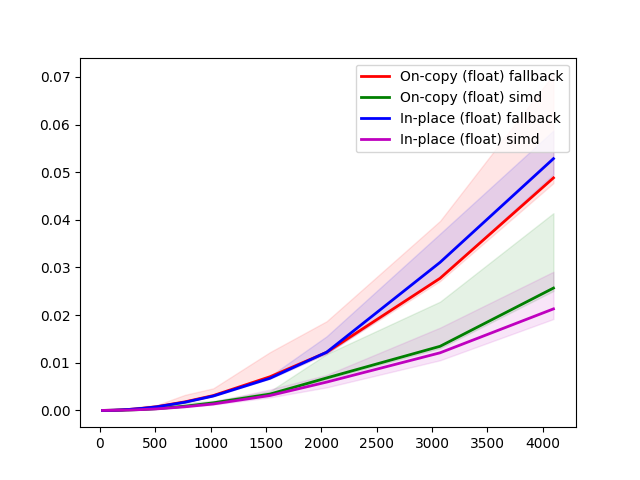 On-copy (float) fallback
On-copy (float) simd
In-place (float) fallback
In-place (float) simd
0.07
0.06
0.05
0.04
0.03
0.02
0.01
0.00
0 500 1000 1500 2000 2500 3000 3500 4000